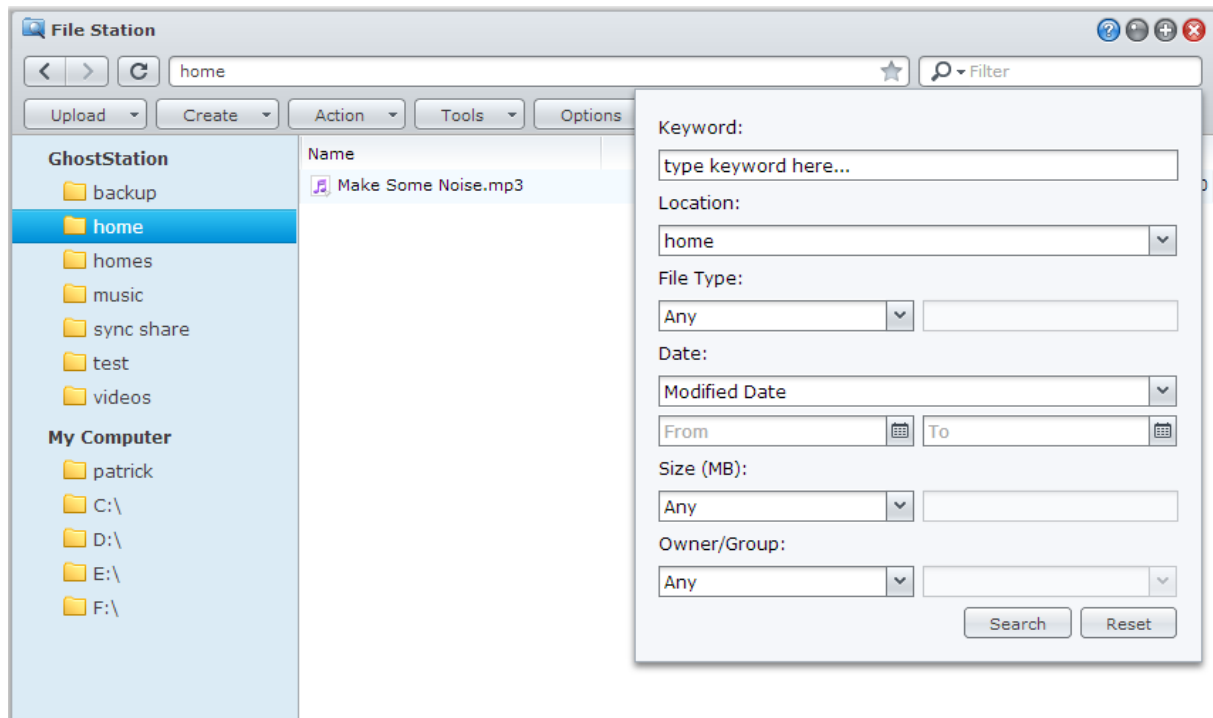 File Station
home
Filter
Upload Create Action Tools Options
GhostStation
backup
home
homes
music
sync share
test
videos
My Computer
patrick
C:\
D:\
E:\
F:\
Name
Make Some Noise.mp3
Keyword:
type keyword here...
Location:
home
File Type:
Any
Date:
Modified Date
From To
Size (MB):
Any
Owner/Group:
Any
Search Reset